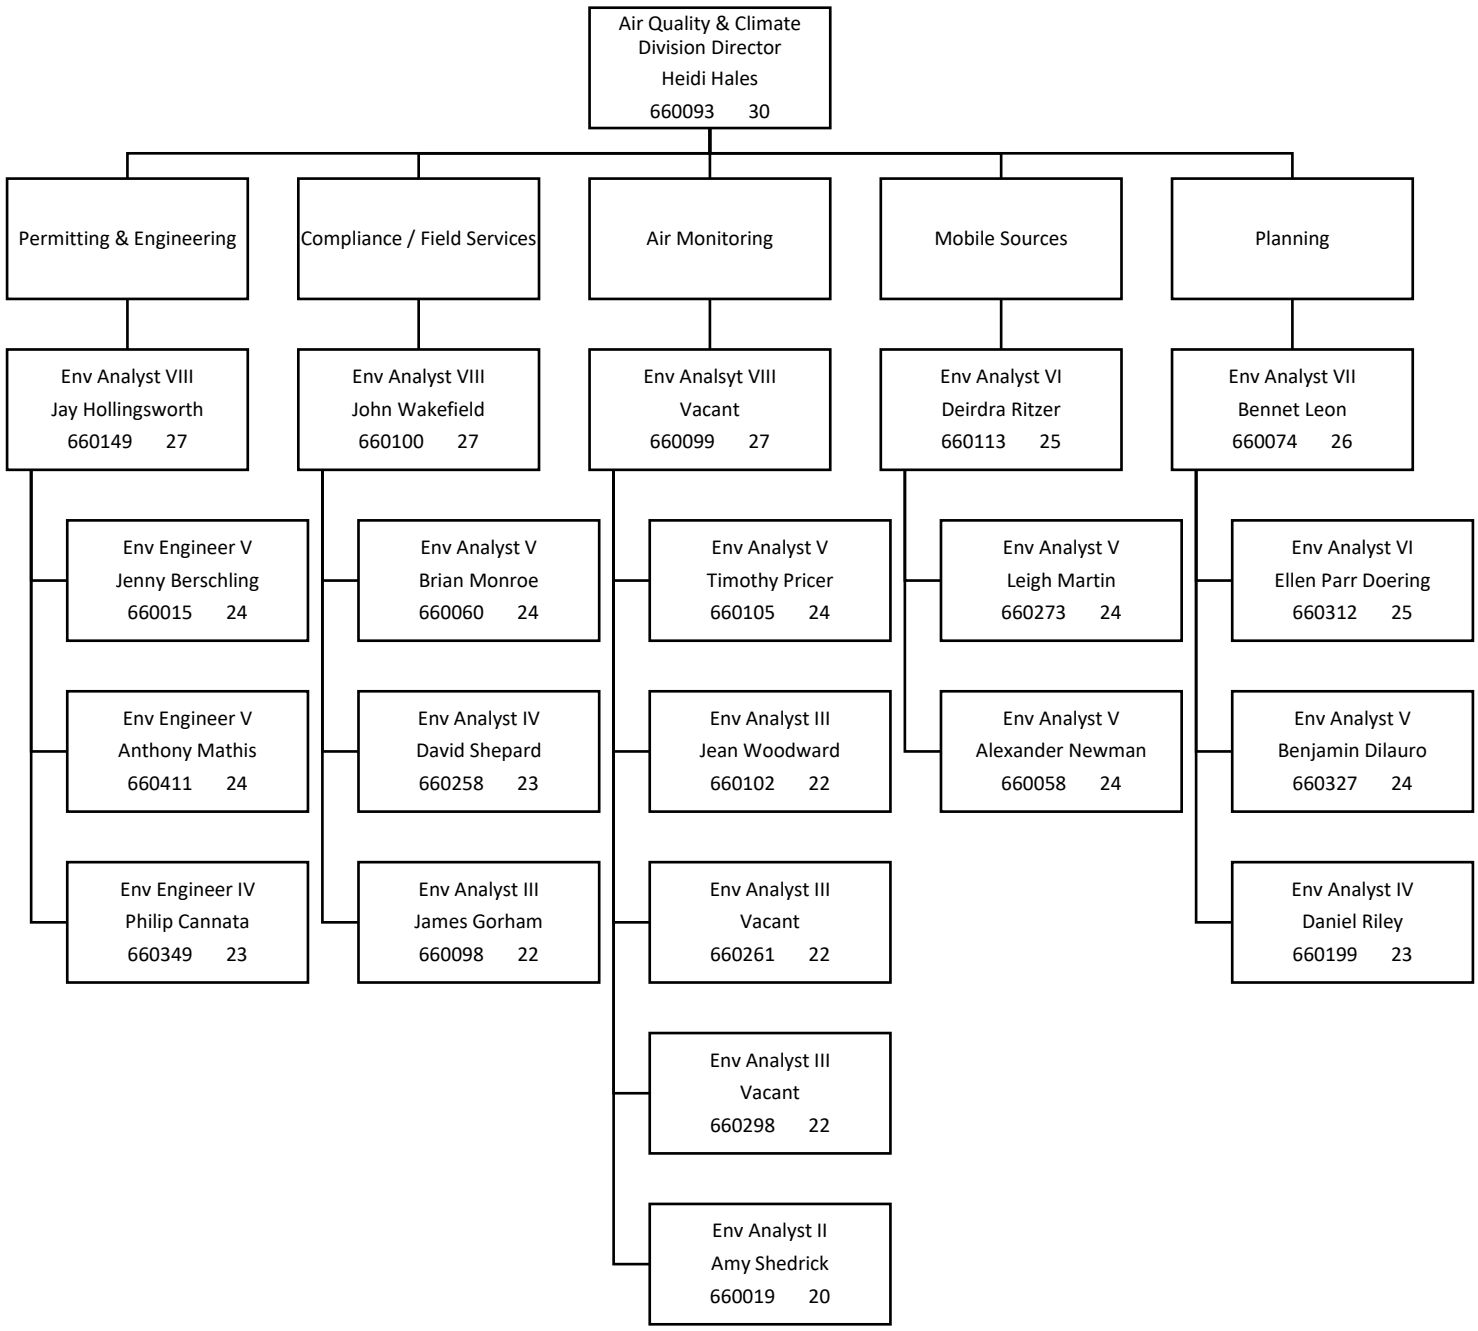 Air Quality & Climate
Division Director
Heidi Hales
660093 30
Permitting & Engineering
Compliance / Field Services
Air Monitoring
Mobile Sources
Planning
Env Analyst VIII
Jay Hollingsworth
660149 27
Env Analyst VIII
John Wakefield
660100 27
Env Analsyt VIII
Vacant
660099 27
Env Analyst VI
Deirdra Ritzer
660113 25
Env Analyst VII
Bennet Leon
660074 26
Env Engineer V
Jenny Berschling
660015 24
Env Analyst V
Brian Monroe
660060 24
Env Analyst V
Timothy Pricer
660105 24
Env Analyst V
Leigh Martin
660273 24
Env Analyst VI
Ellen Parr Doering
660312 25
Env Engineer V
Anthony Mathis
660411 24
Env Analyst IV
David Shepard
660258 23
Env Analyst III
Jean Woodward
660102 22
Env Analyst V
Alexander Newman
660058 24
Env Analyst V
Benjamin Dilauro
660327 24
Env Engineer IV
Philip Cannata
660349 23
Env Analyst III
James Gorham
660098 22
Env Analyst III
Vacant
660261 22
Env Analyst IV
Daniel Riley
660199 23
Env Analyst III
Vacant
660298 22
Env Analyst II
Amy Shedrick
660019 20